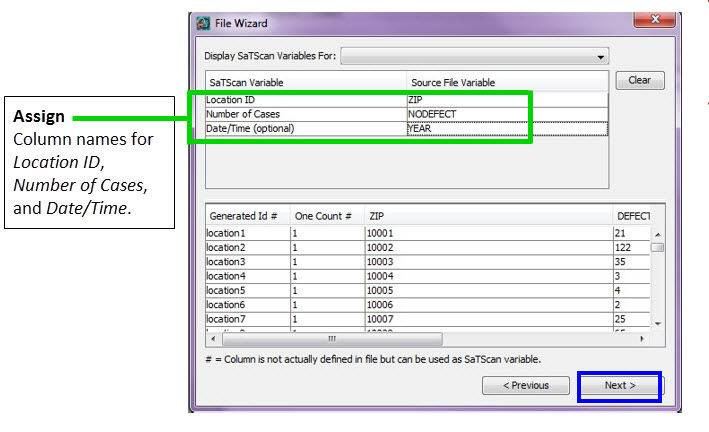 File Wizard
Display SaTScan Variables For:
SaTScan Variable Source File Variable
Clear
Location ID ZIP
Number of Cases NODEFECT
Date/Time (optional) YEAR
Assign
Column names for
Location ID,
Number of Cases,
and Date/Time.
Generated Id # One Count # ZIP DEFECT
location1 1 10001 21
location2 1 10002 122
location3 1 10003 35
location4 1 10004 3
location5 1 10005 4
location6 1 10006 2
location7 1 10007 25
# = Column is not actually defined in file but can be used as SaTScan variable.
< Previous Next >